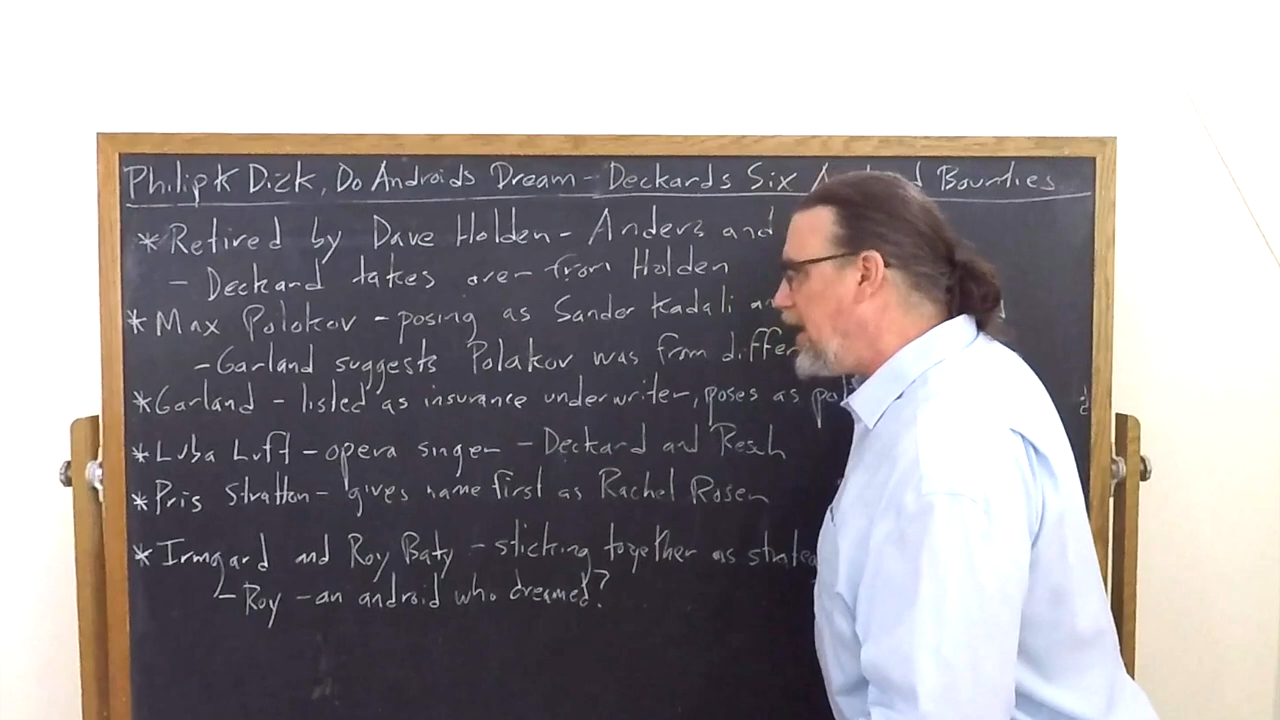 Philip K Dick, Do Androids Dream - Deckards Six Bounties
* Retired by Dave Holden - Anders and
- Deckard takes over from Holden
* Max Polokov - posing as Sandor Kadali
- Garland suggests Polakov was from
* Garland - listed as insurance underwriter, poses as
* Luba Luft - opera singer - Deckard and Resch
* Pris Stratton - gives name first as Rachel Rosen
* Irmgard and Roy Baty - sticking together as
- Roy - an android who dreamed?